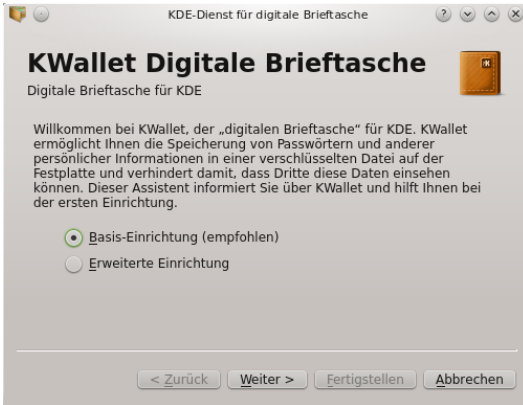 KDE-Dienst für digitale Brieftasche
KWallet Digitale Brieftasche
Digitale Brieftasche für KDE
Willkommen bei KWallet, der „digitalen Brieftasche“ für KDE. KWallet
ermöglicht Ihnen die Speicherung von Passwörtern und anderer
persönlicher Informationen in einer verschlüsselten Datei auf der
Festplatte und verhindert damit, dass Dritte diese Daten einsehen
können. Dieser Assistent informiert Sie über KWallet und hilft Ihnen bei
der ersten Einrichtung.
Basis-Einrichtung (empfohlen)
Erweiterte Einrichtung
< Zurück Weiter > Fertigstellen Abbrechen